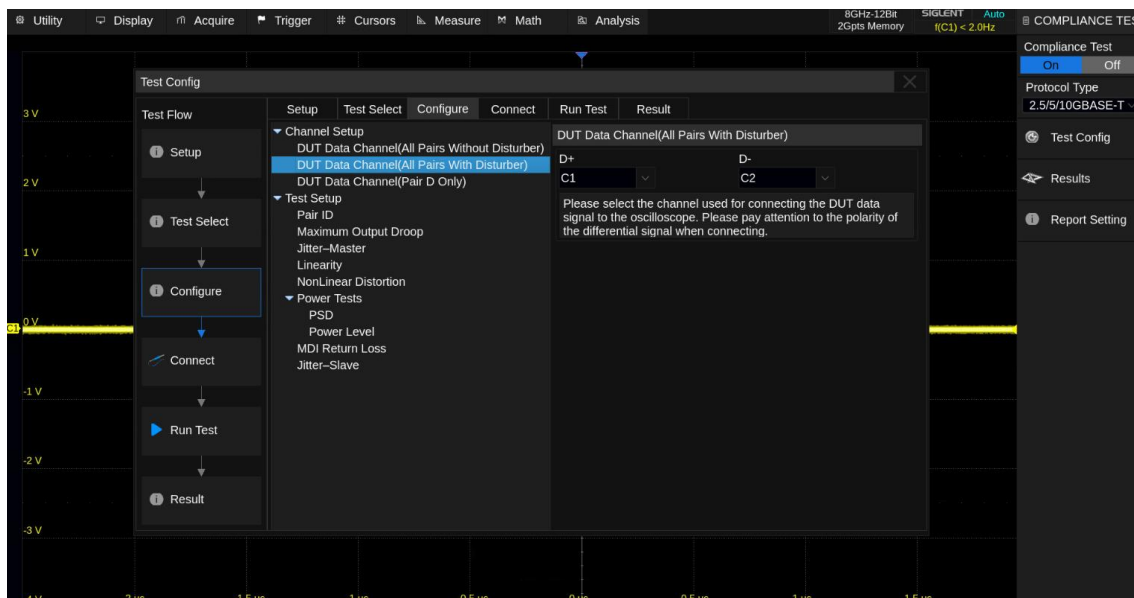 Utility Display Acquire Trigger Cursors Measure Math Analysis
8GHz-12Bit
2Gpts Memory
SIGLENT Auto
f(C1) < 2.0Hz
COMPLIANCE TES
Compliance Test
On Off
Protocol Type
2.5/5/10GBASE-T
Test Config
Results
Report Setting
Test Config
Test Flow
Setup
Test Select
Configure
Connect
Run Test
Result
Setup Test Select Configure Connect Run Test Result
Channel Setup
DUT Data Channel(All Pairs Without Disturber)
DUT Data Channel(All Pairs With Disturber)
DUT Data Channel(Pair D Only)
Test Setup
Pair ID
Maximum Output Droop
Jitter–Master
Linearity
NonLinear Distortion
Power Tests
PSD
Power Level
MDI Return Loss
Jitter–Slave
DUT Data Channel(All Pairs With Disturber)
D+ D-
C1 C2
Please select the channel used for connecting the DUT data
signal to the oscilloscope. Please pay attention to the polarity of
the differential signal when connecting.
3 V
2 V
1 V
0 V
C1
-1 V
-2 V
-3 V